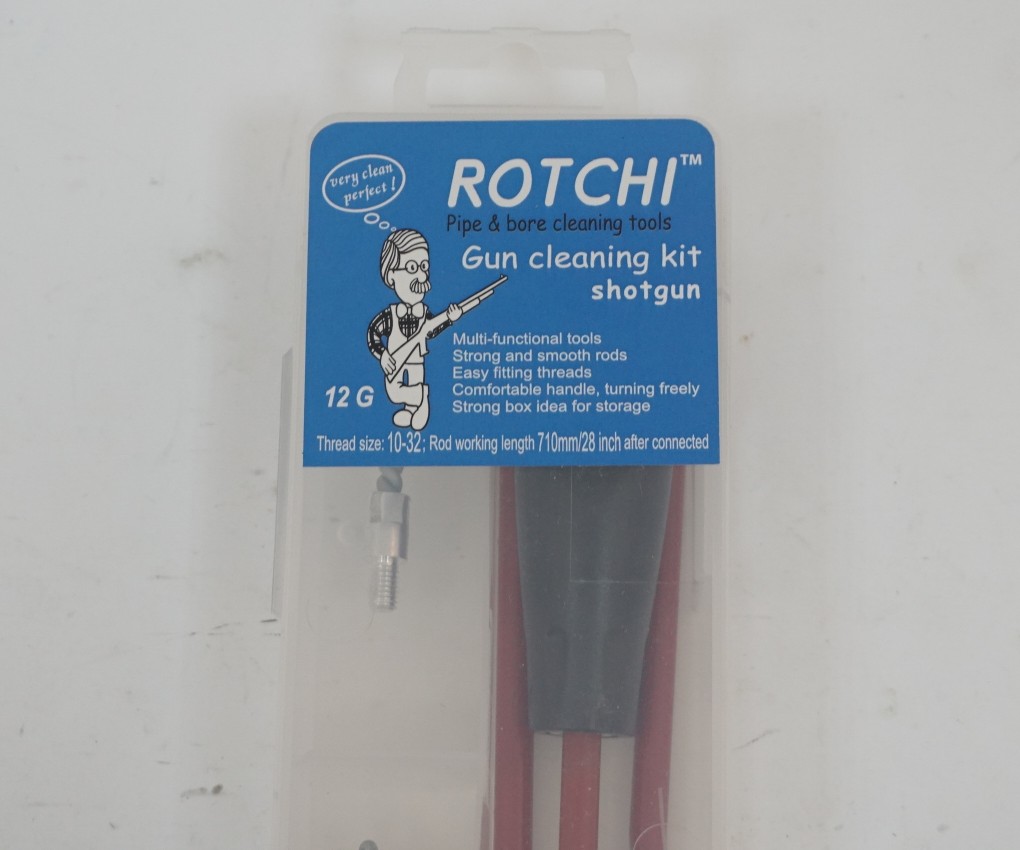 very clean
perfect !
ROTCHI™
Pipe & bore cleaning tools
Gun cleaning kit
shotgun
Multi-functional tools
Strong and smooth rods
Easy fitting threads
Comfortable handle, turning freely
Strong box idea for storage
12 G
Thread size: 10-32; Rod working length 710mm/28 inch after connected